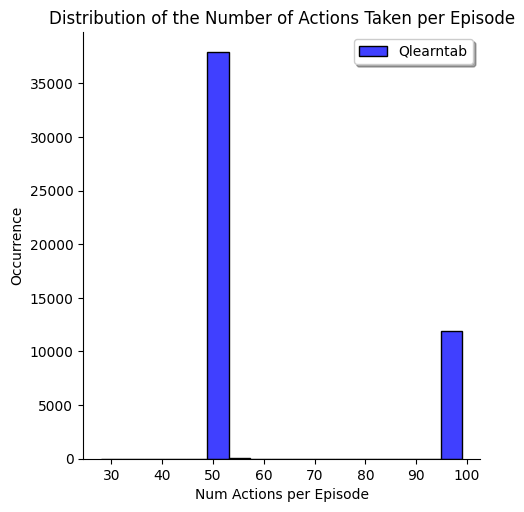 Distribution of the Number of Actions Taken per Episode
Qlearntab
35000
30000
25000
20000
15000
10000
5000
0
Occurrence
30 40 50 60 70 80 90 100
Num Actions per Episode